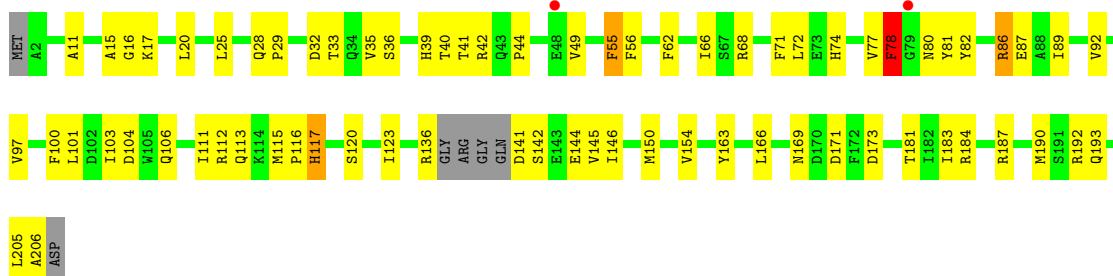 MET A2 A11 A15 G16 K17 L20 L25 Q28 P29 D32 T33 Q34 V35 S36 H39 T40 T41 R42 Q43 P44 E48 V49 F55 F56 F62 I66 S67 R68 F71 L72 E73 H74 V77 F78 G79 N80 Y81 Y82 R86 E87 A88 I89 V92
V97 F100 L101 D102 I103 D104 W105 Q106 I111 R112 Q113 K114 M115 P116 H117 S120 I123 R136 GLY ARG GLY GLN D141 S142 E143 E144 V145 I146 M150 V154 Y163 L166 N169 D170 D171 F172 D173 T181 I182 I183 R184 R187 M190 S191 R192 Q193
L205 A206 ASP